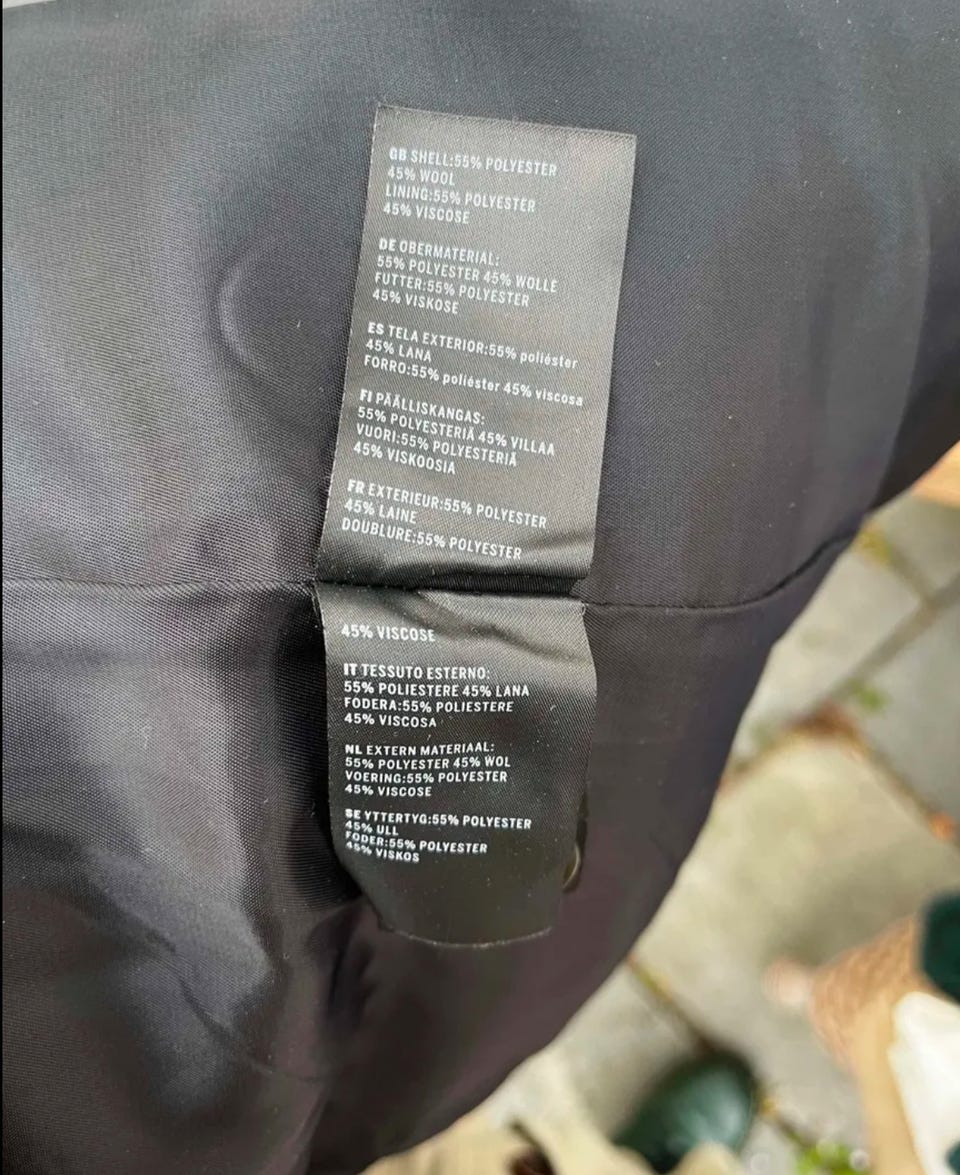 GB SHELL:55% POLYESTER
45% WOOL
LINING:55% POLYESTER
45% VISCOSE
DE OBERMATERIAL:
55% POLYESTER 45% WOLLE
FUTTER:55% POLYESTER
45% VISKOSE
ES TELA EXTERIOR:55% poliéster
45% LANA
FORRO:55% poliéster 45% viscosa
FI PÄÄLLISKANGAS:
55% POLYESTERIÄ 45% VILLAA
VUORI:55% POLYESTERIÄ
45% VISKOOSIA
FR EXTERIEUR:55% POLYESTER
45% LAINE
DOUBLURE:55% POLYESTER
45% VISCOSE
IT TESSUTO ESTERNO:
55% POLIESTERE 45% LANA
FODERA:55% POLIESTERE
45% VISCOSA
NL EXTERN MATERIAAL:
55% POLYESTER 45% WOL
VOERING:55% POLYESTER
45% VISCOSE
SE YTTERTYG:55% POLYESTER
45% ULL
FODER:55% POLYESTER
45% VISKOS